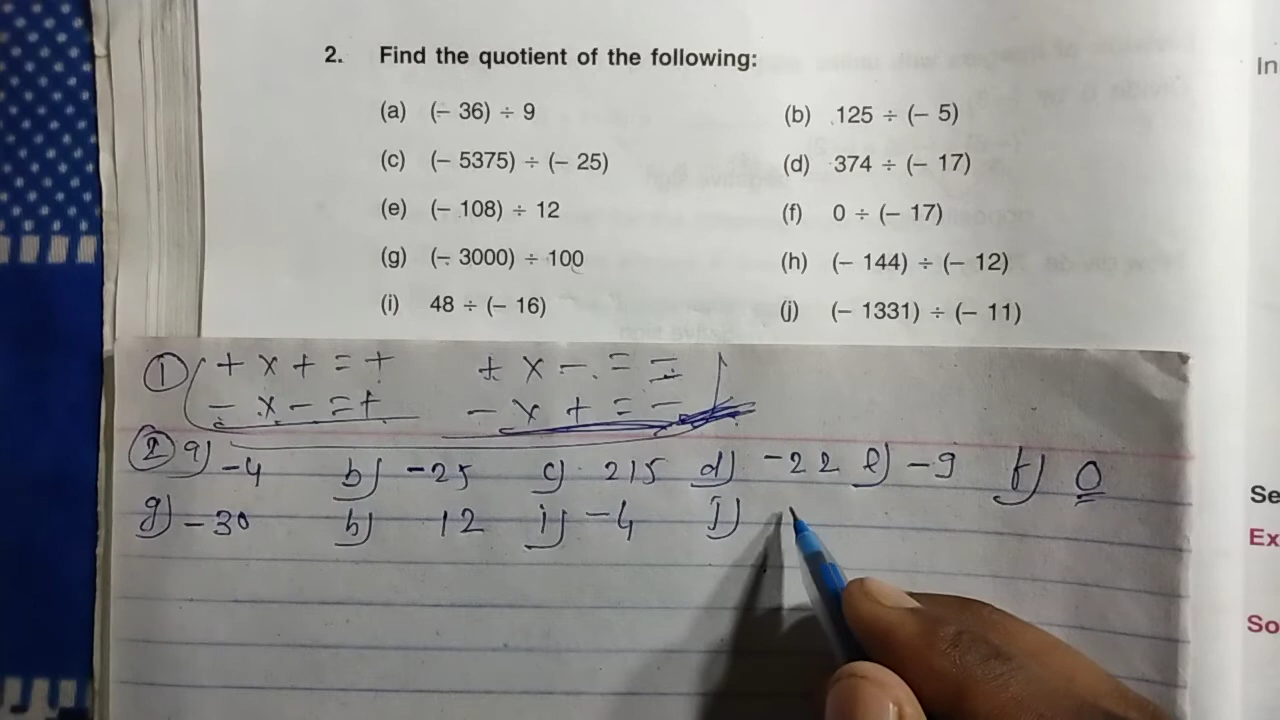 2. Find the quotient of the following:
(a) (– 36) ÷ 9 (b) 125 ÷ (– 5)
(c) (– 5375) ÷ (– 25) (d) 374 ÷ (– 17)
(e) (– 108) ÷ 12 (f) 0 ÷ (– 17)
(g) (– 3000) ÷ 100 (h) (– 144) ÷ (– 12)
(i) 48 ÷ (– 16) (j) (– 1331) ÷ (– 11)
① + x + = + + x - = -
- x - = + - x + = -
② a) -4 b) -25 c) 215 d) -22 e) -9 f) 0
g) -30 h) 12 i) -4 j)
In
Se
Ex
So